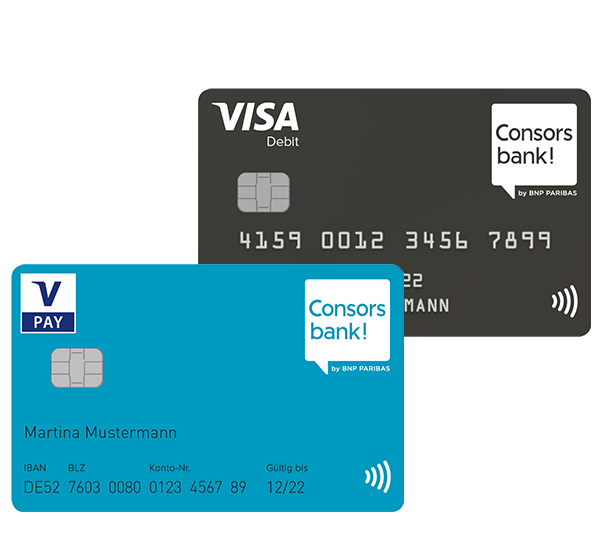 VISA
Debit
Consors
bank!
by BNP PARIBAS
4159 0012 3456 7899
22
MANN
V
PAY
Consors
bank!
by BNP PARIBAS
Martina Mustermann
IBAN BLZ Konto-Nr. Gültig bis
DE52 7603 0080 0123 4567 89 12/22